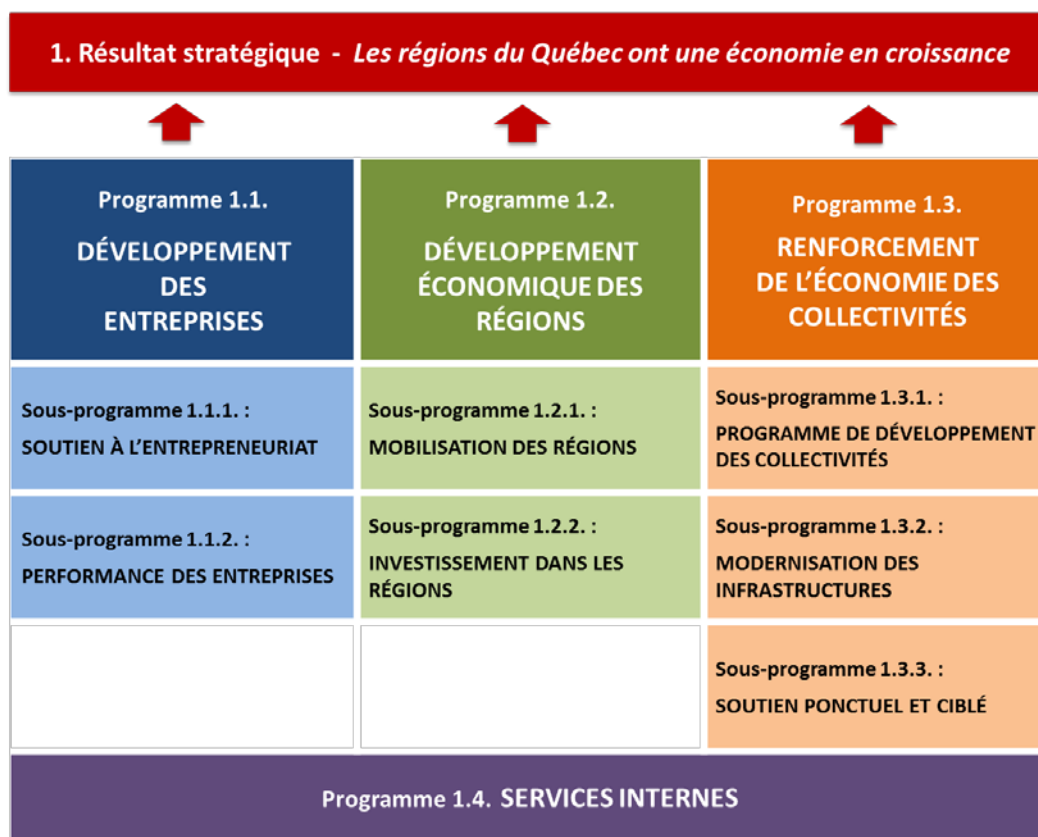 1. Résultat stratégique - Les régions du Québec ont une économie en croissance
Programme 1.1.
DÉVELOPPEMENT
DES
ENTREPRISES
Programme 1.2.
DÉVELOPPEMENT
ÉCONOMIQUE DES
RÉGIONS
Programme 1.3.
RENFORCEMENT
DE L’ÉCONOMIE DES
COLLECTIVITÉS
Sous-programme 1.1.1. :
SOUTIEN À L’ENTREPRENEURIAT
Sous-programme 1.2.1. :
MOBILISATION DES RÉGIONS
Sous-programme 1.3.1. :
PROGRAMME DE DÉVELOPPEMENT
DES COLLECTIVITÉS
Sous-programme 1.1.2. :
PERFORMANCE DES ENTREPRISES
Sous-programme 1.2.2. :
INVESTISSEMENT DANS LES
RÉGIONS
Sous-programme 1.3.2. :
MODERNISATION DES
INFRASTRUCTURES
Sous-programme 1.3.3. :
SOUTIEN PONCTUEL ET CIBLÉ
Programme 1.4. SERVICES INTERNES